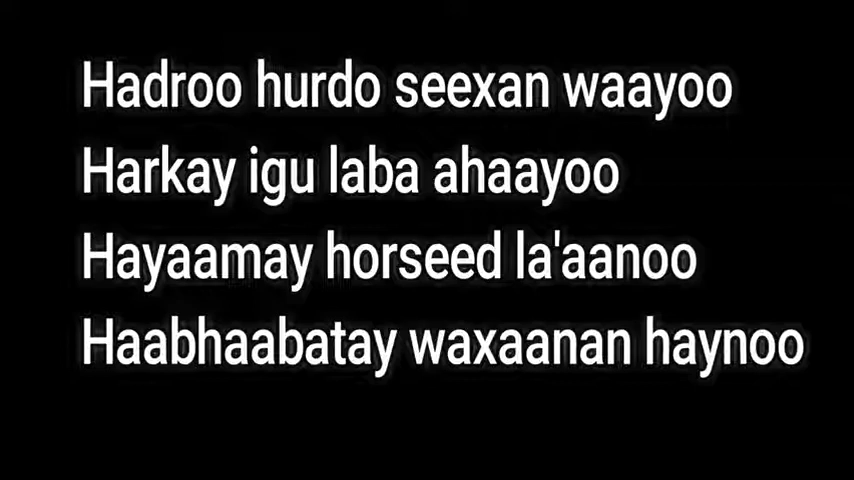 Hadroo hurdo seexan waayoo
Harkay igu laba ahaayoo
Hayaamay horseed la'aanoo
Haabhaabatay waxaanan haynoo